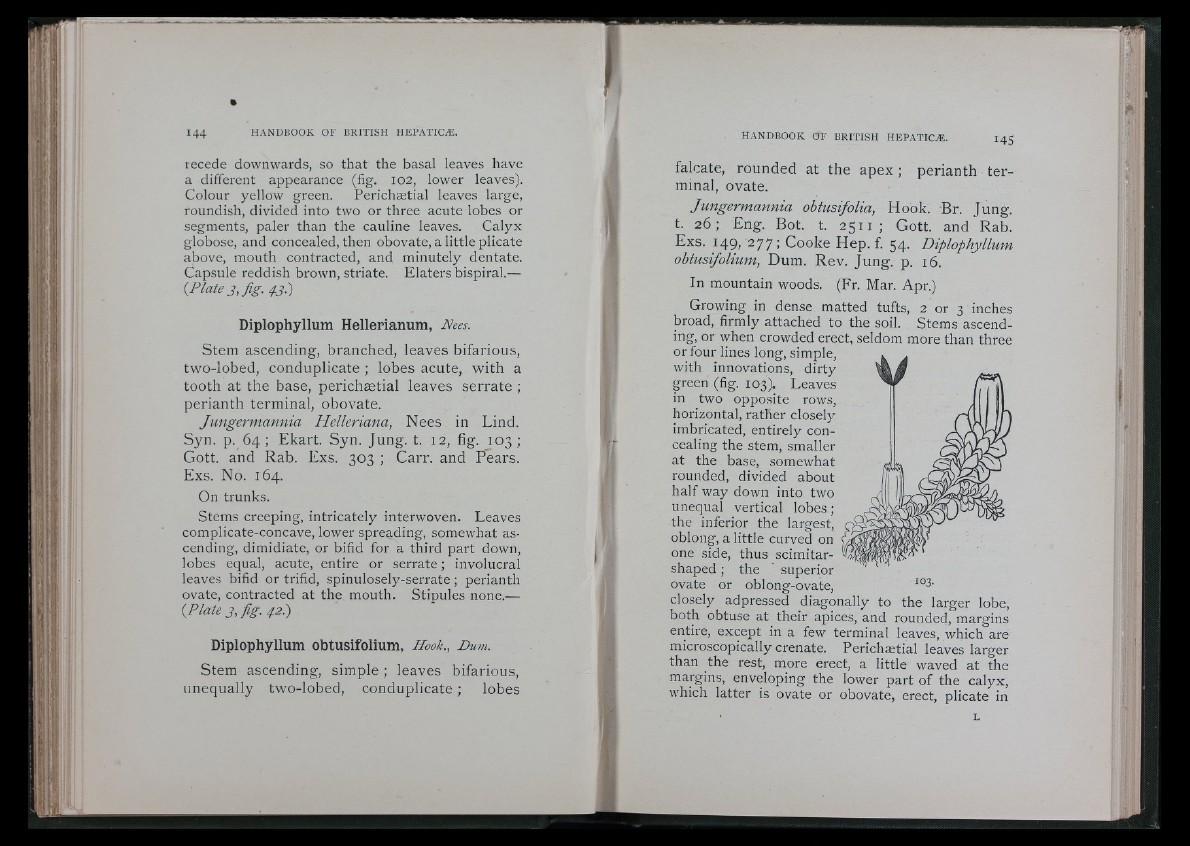 144 HANDBOOK OF BRITISH HEPATICÆ.
recede downwards, so that the basal leaves have
a different appearance (fig. 102, lower leaves).
Colour yellow green. Perichætial leaves large,
roundish, divided into two or three acute lobes or
segments, paler than the cauline leaves. Calyx
globose, and concealed, then obovate, a little plicate
above, mouth contracted, and minutely dentate.
Capsule reddish brown, striate. Elaters bispiral.—
(Plate 3, fig. 43.)
Diplophyllum Hellerianum, Nees.
Stem ascending, branched, leaves bifarious,
two-lobed, conduplicate ; lobes acute, with a
tooth at the base, perichætial leaves serrate ;
perianth terminal, obovate.
Jungermannia Helleriana, Nees in Lind.
Syn. p. 64 ; Ekart. Syn. Jung. t. 12, fig. 103 ;
Gott. and Rab. Exs. 303 ; Carr. and Pears.
Exs. No. 164.
On trunks.
Stems creeping, intricately interwoven. Leaves
complicate-concave, lower spreading, somewhat as-
cending, dimidiate, or bifid for a third part down,
lobes equal, acute, entire or serrate ; involucral
leaves bifid or trifid, spinulosely-serrate ; perianth
ovate, contracted at the mouth. Stipules none.—
(Plate 3, fig. 42.)
Diplophyllum obtusifolium, Hook., Dum.
Stem ascending, simple ; leaves bifarious,
unequally two-lobed, conduplicate ; lobes
HANDBOOK OF BRITISH HEPATICÆ. 145
falcate, rounded at the apex ; perianth ter-
minal, ovate.
Jungermannia obtusifolia, Hook. Br. Jung.
t. 26 ; Eng. Bot. t. 2511 ; Gott. and Rab.
Exs. 149, 277 ; Cooke Hep. f. 54. Diplophyllum
obtusifolium, Dum. Rev. Jung. p. 16.
In mountain woods. (Fr. Mar. Apr.)
Growing in dense matted tufts, 2 or 3 inches
broad, firmly attached to the soil. Stems ascend-
ing, or when crowded erect, seldom more than three
or four lines long, simple,
with innovations, dirty
green (fig. 103). Leaves
in two opposite rows,
horizontal, rather closely
imbricated, entirely con-
cealing the stem, smaller
at the base, somewhat
rounded, divided about
half way down into two
unequal vertical lobes ;
the inferior the largest,
oblong, a little curved on
one side, thus scimitar-
shaped ; the superior
ovate or oblong-ovate,
103.
closely adpressed diagonally to the larger lobe,
both obtuse at their apices, and rounded, margins
entire, except in a few terminal leaves, which are
microscopically crenate. Perichætial leaves larger
than the rest, more erect, a little waved at the
margins, enveloping the lower part of the calyx,
which latter is ovate or obovate, erect, plicate in
L